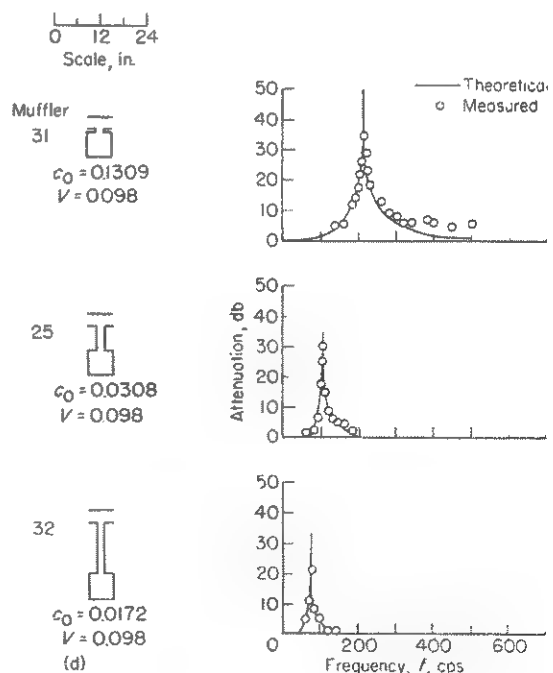 0 12 24
Scale, in.
Muffler
31
c₀ = 0.1309
V = 0.098
50
40
30
20
10
0
Theoretical
Measured
25
c₀ = 0.0308
V = 0.098
Attenuation, db
50
40
30
20
10
0
32
c₀ = 0.0172
V = 0.098
(d)
50
40
30
20
10
0 200 400 600
Frequency, f, cps